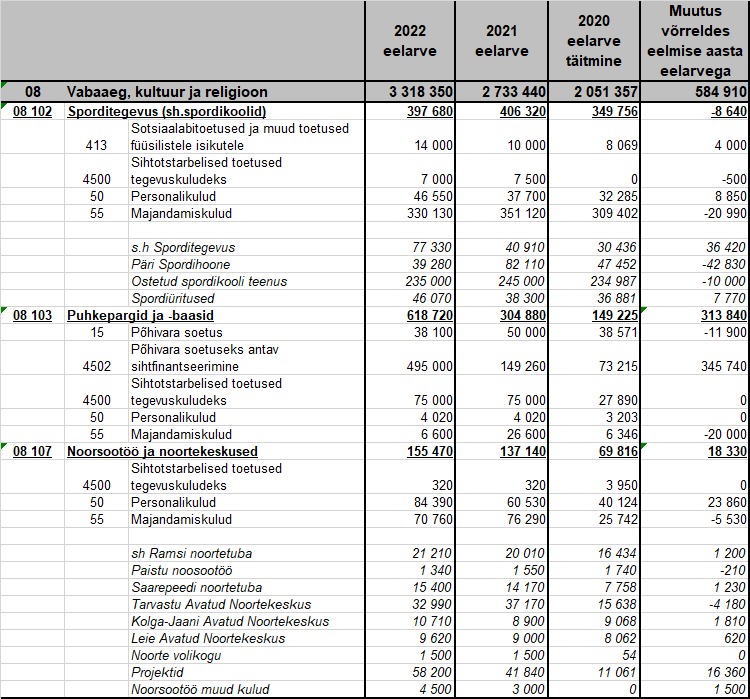 2022 eelarve 2021 eelarve 2020 eelarve täitmine Muutus võrreldes eelmise aasta eelarvega
08 Vabaaeg, kultuur ja religioon 3 318 350 2 733 440 2 051 357 584 910
08 102 Sporditegevus (sh.spordikoolid) 397 680 406 320 349 756 -8 640
Sotsiaalabitoetused ja muud toetused
413 füüsilistele isikutele 14 000 10 000 8 069 4 000
Sihtotstarbelised toetused
4500 tegevuskuludeks 7 000 7 500 0 -500
50 Personalikulud 46 550 37 700 32 285 8 850
55 Majandamiskulud 330 130 351 120 309 402 -20 990
s.h Sporditegevus 77 330 40 910 30 436 36 420
Päri Spordihoone 39 280 82 110 47 452 -42 830
Ostetud spordikooli teenus 235 000 245 000 234 987 -10 000
Spordiüritused 46 070 38 300 36 881 7 770
08 103 Puhkepargid ja -baasid 618 720 304 880 149 225 313 840
15 Põhivara soetus 38 100 50 000 38 571 -11 900
Põhivara soetuseks antav
4502 sihtfinantseerimine 495 000 149 260 73 215 345 740
Sihtotstarbelised toetused
4500 tegevuskuludeks 75 000 75 000 27 890 0
50 Personalikulud 4 020 4 020 3 203 0
55 Majandamiskulud 6 600 26 600 6 346 -20 000
08 107 Noorsootöö ja noortekeskused 155 470 137 140 69 816 18 330
Sihtotstarbelised toetused
4500 tegevuskuludeks 320 320 3 950 0
50 Personalikulud 84 390 60 530 40 124 23 860
55 Majandamiskulud 70 760 76 290 25 742 -5 530
sh Ramsi noortetuba 21 210 20 010 16 434 1 200
Paistu noosootöö 1 340 1 550 1 740 -210
Saarepeedi noortetuba 15 400 14 170 7 758 1 230
Tarvastu Avatud Noortekeskus 32 990 37 170 15 638 -4 180
Kolga-Jaani Avatud Noortekeskus 10 710 8 900 9 068 1 810
Leie Avatud Noortekeskus 9 620 9 000 8 062 620
Noorte volikogu 1 500 1 500 54 0
Projektid 58 200 41 840 11 061 16 360
Noorsootöö muud kulud 4 500 3 000 0 1 500